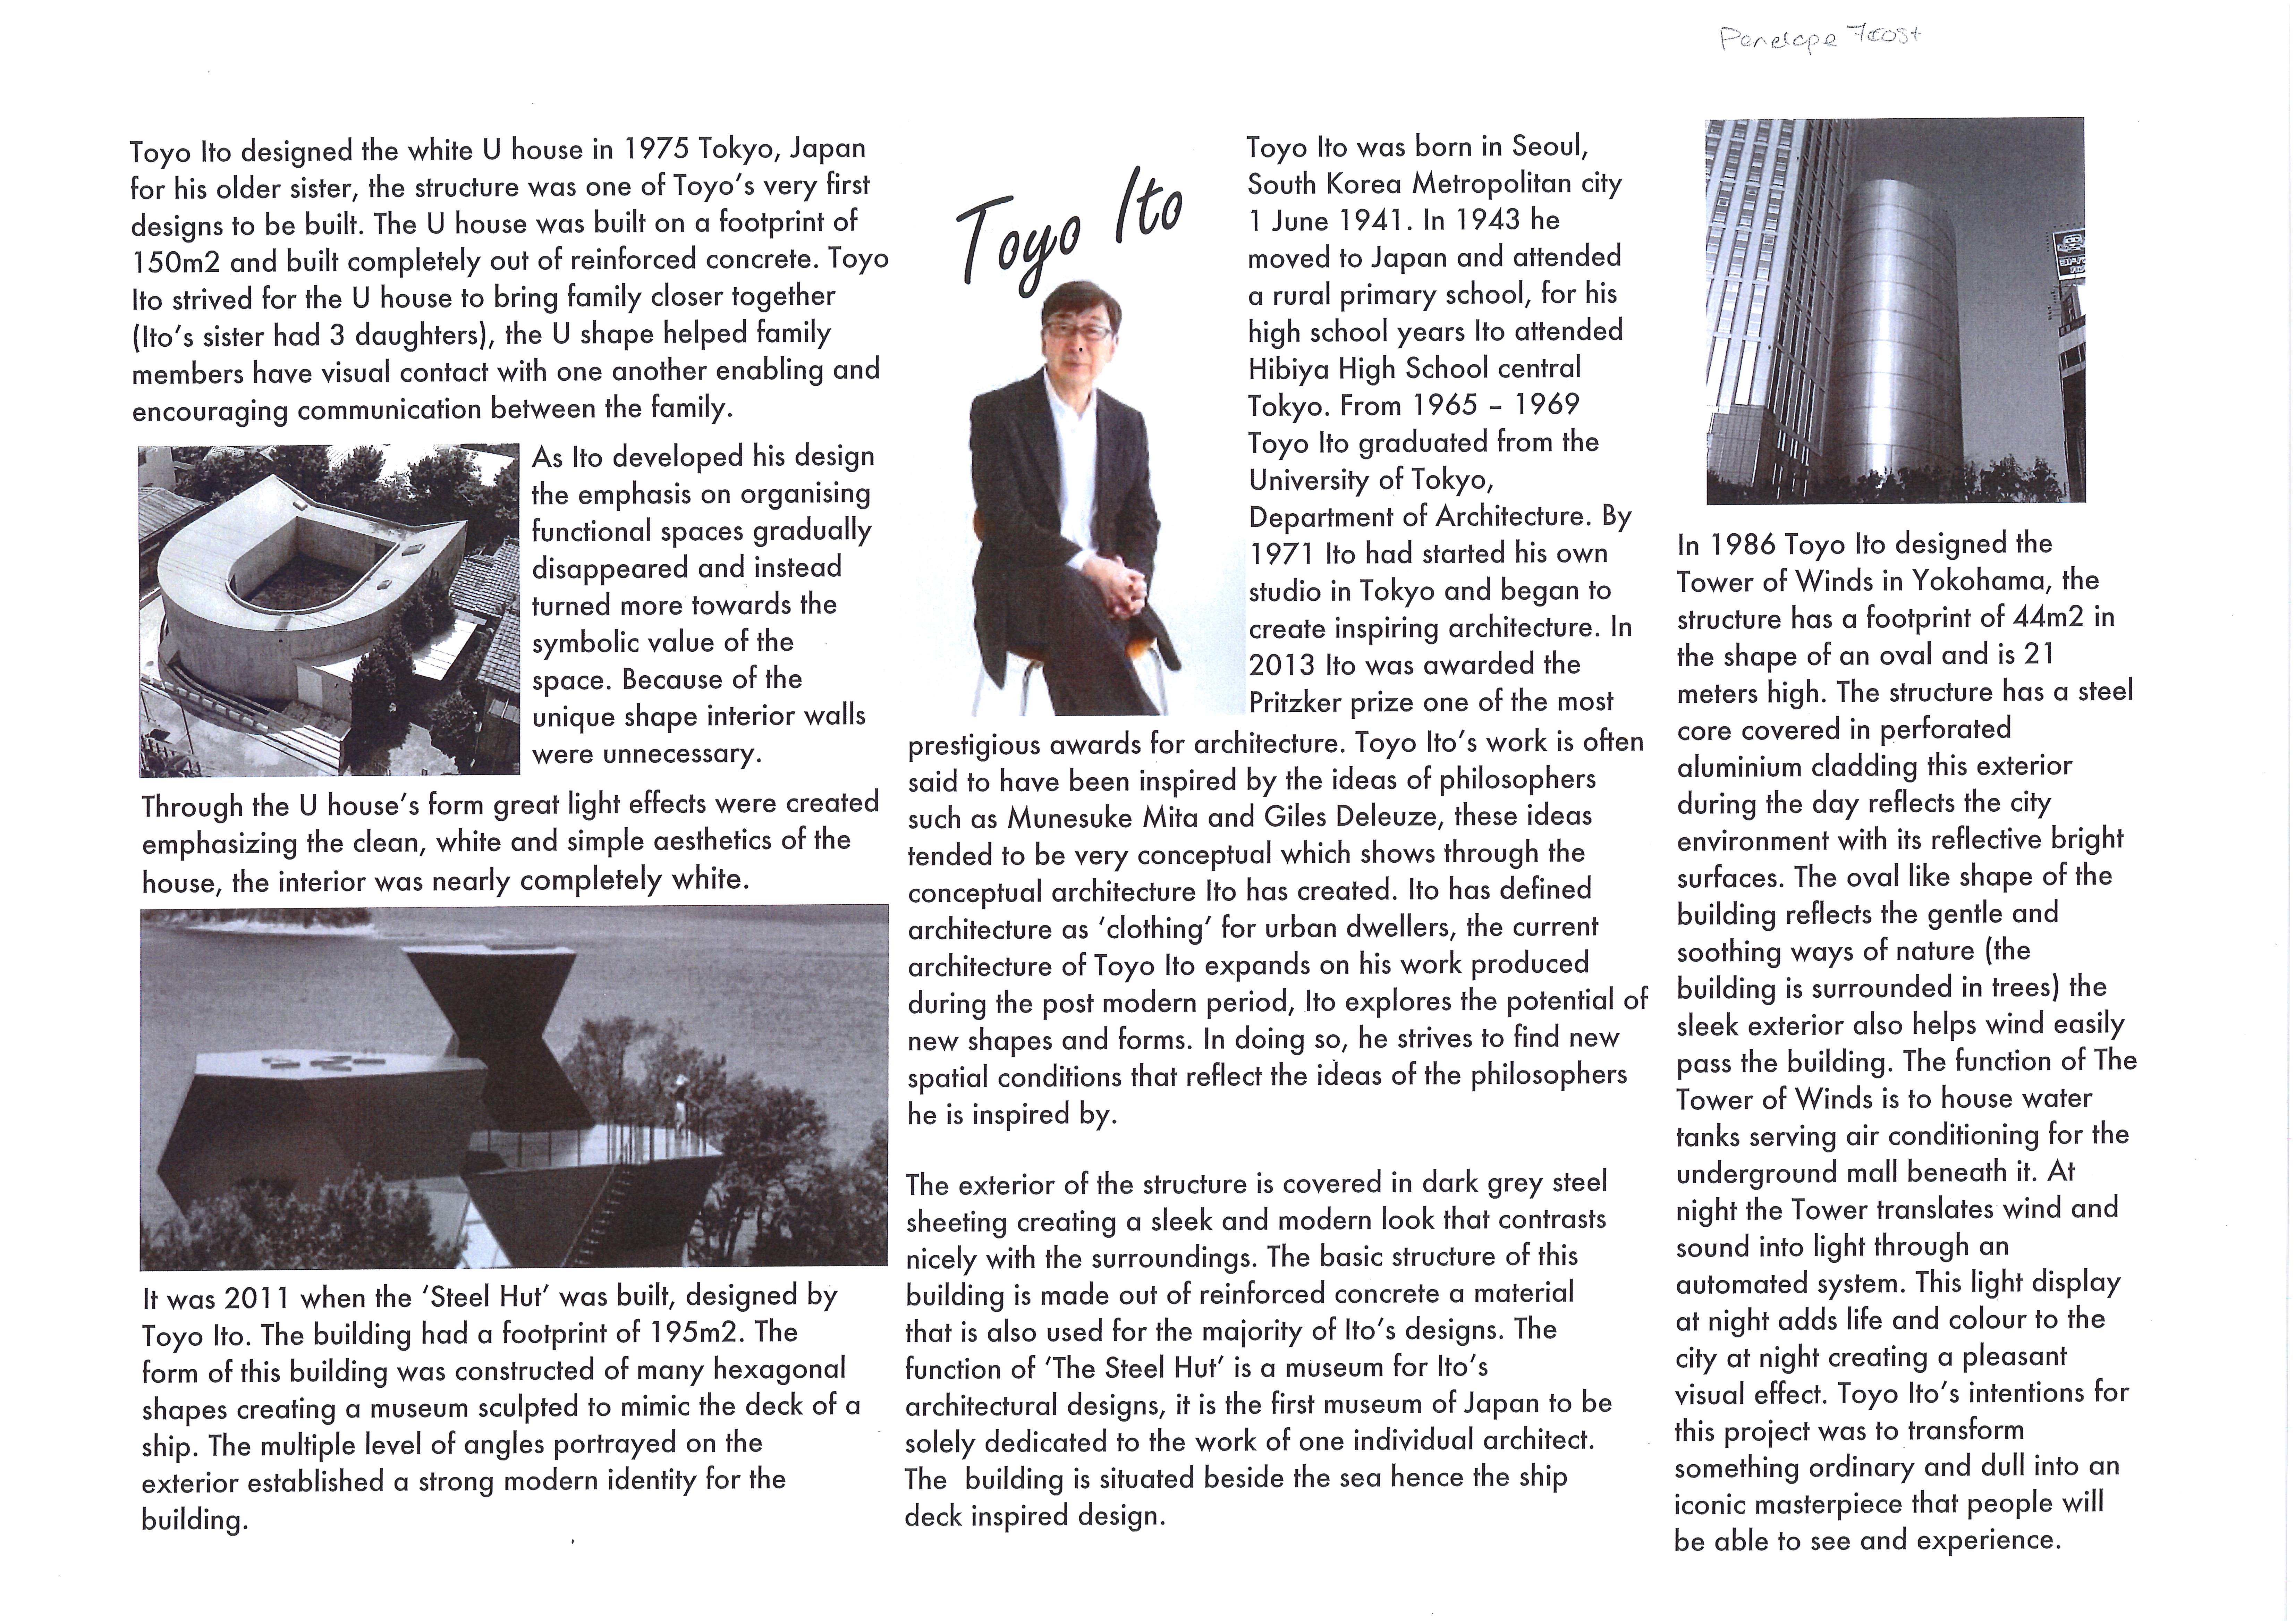 Penelope
Toyo Ito designed the white U house in 1975 Tokyo, Japan
for his older sister, the structure was one of Toyo's very first
designs to be built. The U house was built on a footprint of
150m2 and built completely out of reinforced concrete. Toyo
Ito strived for the U house to bring family closer together
(Ito's sister had 3 daughters), the U shape helped family
members have visual contact with one another enabling and
encouraging communication between the family.
As Ito developed his design
the emphasis on organising
functional spaces gradually
disappeared and instead
turned more towards the
symbolic value of the
space. Because of the
unique shape interior walls
were unnecessary.
Through the U house's form great light effects were created
emphasizing the clean, white and simple aesthetics of the
house, the interior was nearly completely white.
It was 2011 when the 'Steel Hut' was built, designed by
Toyo Ito. The building had a footprint of 195m2. The
form of this building was constructed of many hexagonal
shapes creating a museum sculpted to mimic the deck of a
ship. The multiple level of angles portrayed on the
exterior established a strong modern identity for the
building.
Toyo Ito
Toyo Ito was born in Seoul,
South Korea Metropolitan city
1 June 1941. In 1943 he
moved to Japan and attended
a rural primary school, for his
high school years Ito attended
Hibiya High School central
Tokyo. From 1965 – 1969
Toyo Ito graduated from the
University of Tokyo,
Department of Architecture. By
1971 Ito had started his own
studio in Tokyo and began to
create inspiring architecture. In
2013 Ito was awarded the
Pritzker prize one of the most
prestigious awards for architecture. Toyo Ito's work is often
said to have been inspired by the ideas of philosophers
such as Munesuke Mita and Giles Deleuze, these ideas
tended to be very conceptual which shows through the
conceptual architecture Ito has created. Ito has defined
architecture as 'clothing' for urban dwellers, the current
architecture of Toyo Ito expands on his work produced
during the post modern period, Ito explores the potential of
new shapes and forms. In doing so, he strives to find new
spatial conditions that reflect the ideas of the philosophers
he is inspired by.
The exterior of the structure is covered in dark grey steel
sheeting creating a sleek and modern look that contrasts
nicely with the surroundings. The basic structure of this
building is made out of reinforced concrete a material
that is also used for the majority of Ito's designs. The
function of 'The Steel Hut' is a museum for Ito's
architectural designs, it is the first museum of Japan to be
solely dedicated to the work of one individual architect.
The building is situated beside the sea hence the ship
deck inspired design.
In 1986 Toyo Ito designed the
Tower of Winds in Yokohama, the
structure has a footprint of 44m2 in
the shape of an oval and is 21
meters high. The structure has a steel
core covered in perforated
aluminium cladding this exterior
during the day reflects the city
environment with its reflective bright
surfaces. The oval like shape of the
building reflects the gentle and
soothing ways of nature (the
building is surrounded in trees) the
sleek exterior also helps wind easily
pass the building. The function of The
Tower of Winds is to house water
tanks serving air conditioning for the
underground mall beneath it. At
night the Tower translates wind and
sound into light through an
automated system. This light display
at night adds life and colour to the
city at night creating a pleasant
visual effect. Toyo Ito's intentions for
this project was to transform
something ordinary and dull into an
iconic masterpiece that people will
be able to see and experience.